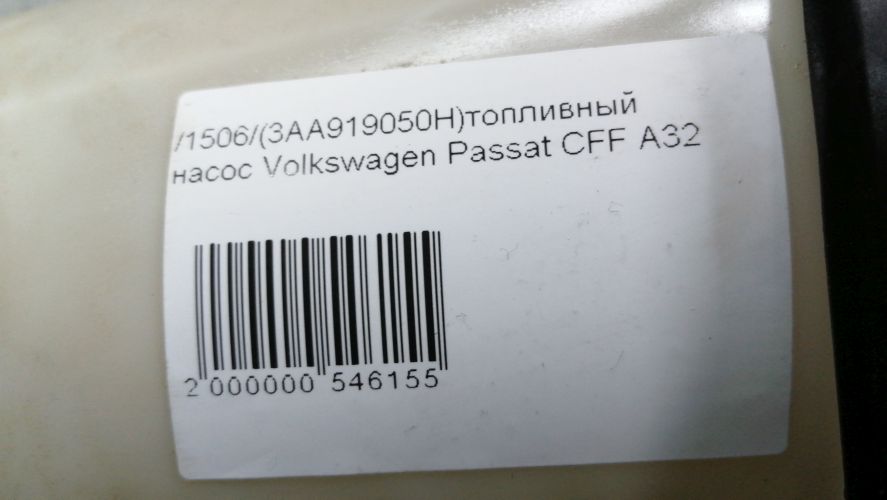 /1506/(3AA919050H)топливный
насос Volkswagen Passat CFF A32
2 000000 546155